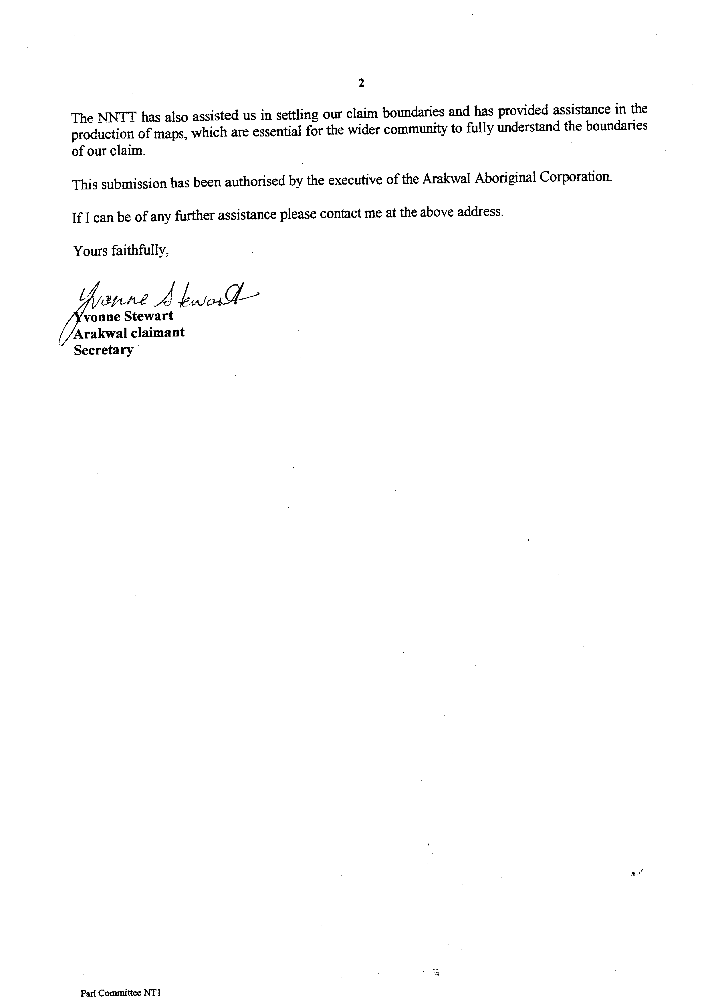 2
The NNTT has also assisted us in settling our claim boundaries and has provided assistance in the
production of maps, which are essential for the wider community to fully understand the boundaries
of our claim.
This submission has been authorised by the executive of the Arakwal Aboriginal Corporation.
If I can be of any further assistance please contact me at the above address.
Yours faithfully,
Yvonne Stewart
Yvonne Stewart
Arakwal claimant
Secretary
Parl Committee NT1